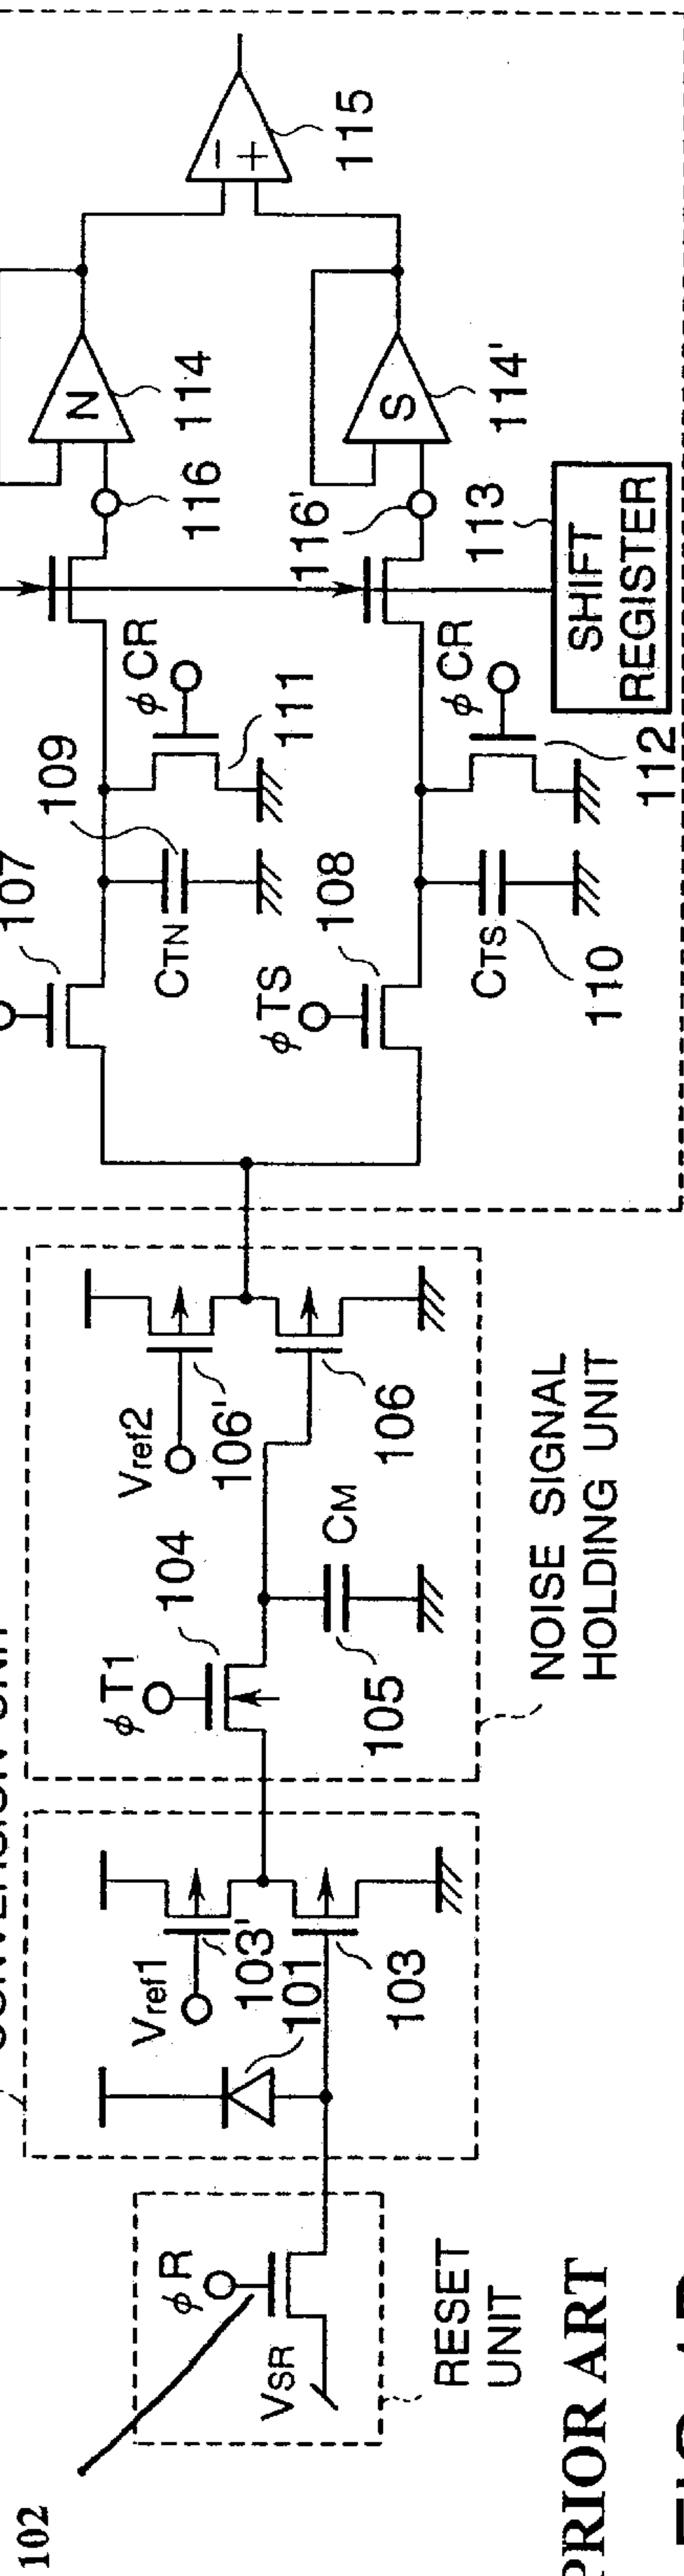 115
N
114
116
S
114'
116'
113
SHIFT
REGISTER
φCR
111
109
CTN
107
φCR
112
φTS
108
CTS
110
Vref2
106'
106
φT1
104
CM
105
NOISE SIGNAL
HOLDING UNIT
Vref1
103'
101
103
φR
VSR
RESET
UNIT
102
PRIOR ART